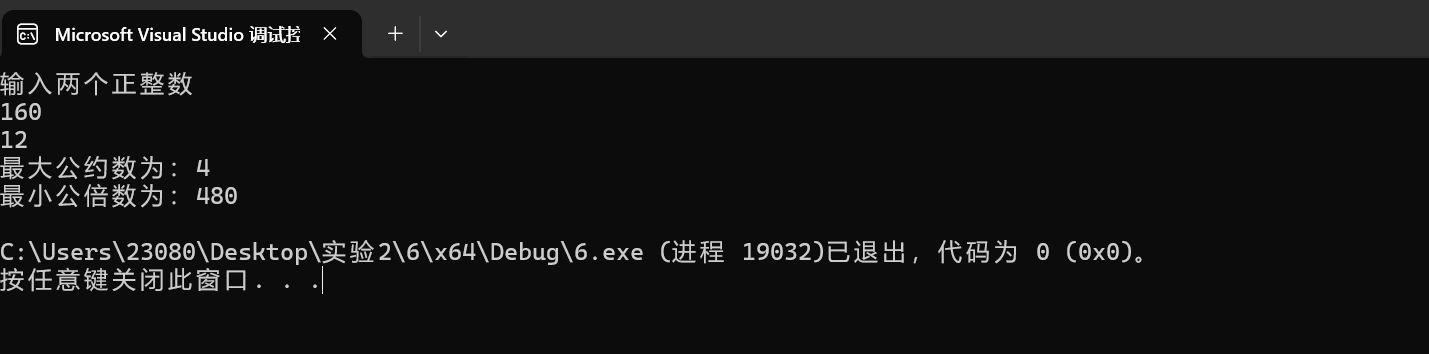 Microsoft Visual Studio 调试控
输入两个正整数
160
12
最大公约数为: 4
最小公倍数为: 480
C:\Users\23080\Desktop\实验2\6\x64\Debug\6.exe (进程 19032)已退出，代码为 0 (0x0)。
按任意键关闭此窗口. . .